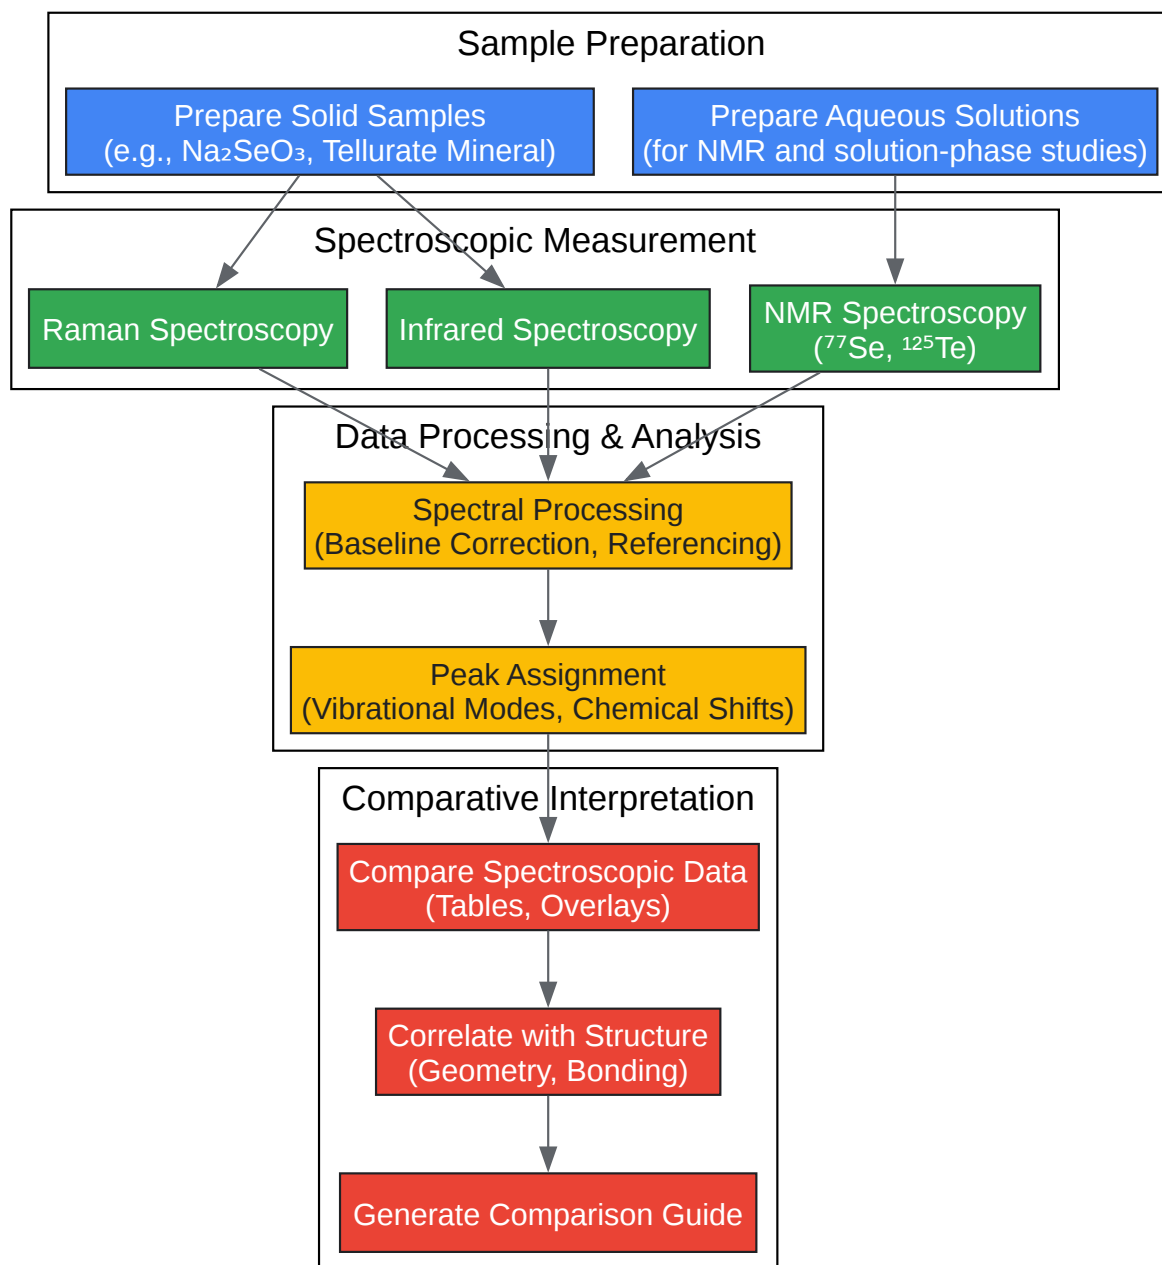 Sample Preparation
Prepare Solid Samples
(e.g., Na₂SeO₃, Tellurate Mineral)
Prepare Aqueous Solutions
(for NMR and solution-phase studies)
Spectroscopic Measurement
Raman Spectroscopy
Infrared Spectroscopy
NMR Spectroscopy
(⁷⁷Se, ¹²⁵Te)
Data Processing & Analysis
Spectral Processing
(Baseline Correction, Referencing)
Peak Assignment
(Vibrational Modes, Chemical Shifts)
Comparative Interpretation
Compare Spectroscopic Data
(Tables, Overlays)
Correlate with Structure
(Geometry, Bonding)
Generate Comparison Guide